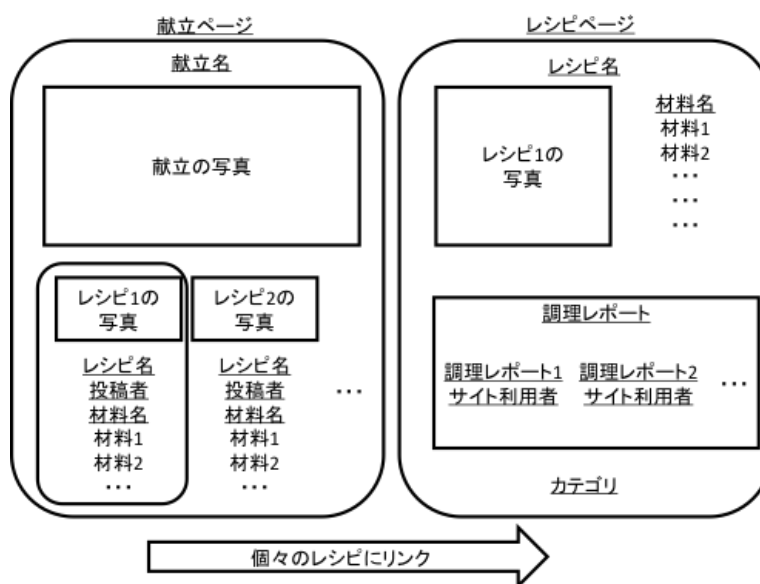 献立ページ
献立名
献立の写真
レシピ1の
写真
レシピ名
投稿者
材料名
材料1
材料2
…
レシピ2の
写真
レシピ名
投稿者
材料名
材料1
材料2
…
…
レシピページ
レシピ名
レシピ1の
写真
材料名
材料1
材料2
…
…
…
調理レポート
調理レポート1
サイト利用者
調理レポート2
サイト利用者
…
カテゴリ
個々のレシピにリンク